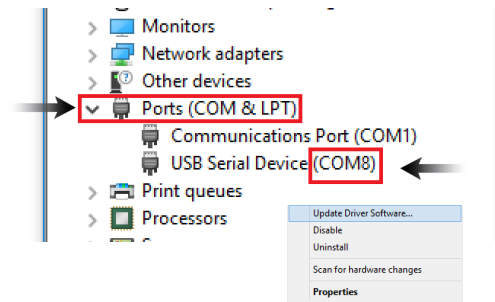 Monitors
Network adapters
Other devices
Ports (COM & LPT)
Communications Port (COM1)
USB Serial Device (COM8)
Print queues
Processors
Update Driver Software...
Disable
Uninstall
Scan for hardware changes
Properties